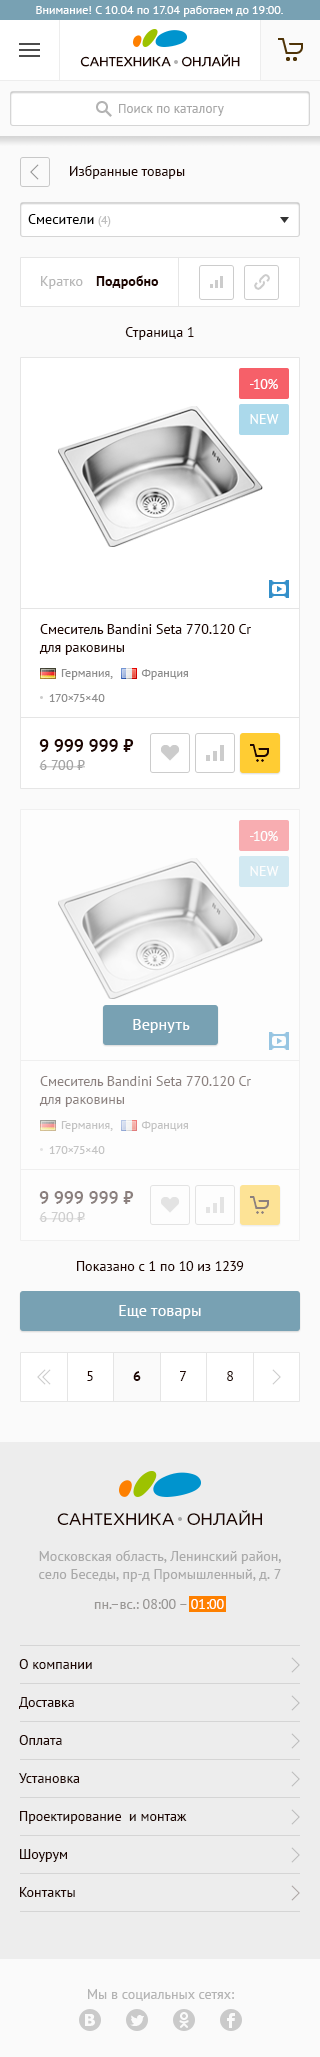 Внимание! С 10.04 по 17.04 работаем до 19:00.
САНТЕХНИКА • ОНЛАЙН
Поиск по каталогу
Избранные товары
Смесители (4)
Кратко Подробно
Страница 1
-10%
NEW
Смеситель Bandini Seta 770.120 Cr
для раковины
Германия, Франция
• 170×75×40
9 999 999 ₽
6 700 ₽
-10%
NEW
Вернуть
Смеситель Bandini Seta 770.120 Cr
для раковины
Германия, Франция
• 170×75×40
9 999 999 ₽
6 700 ₽
Показано с 1 по 10 из 1239
Еще товары
5 6 7 8
САНТЕХНИКА • ОНЛАЙН
Московская область, Ленинский район,
село Беседы, пр-д Промышленный, д. 7
пн.–вс.: 08:00 – 01:00
О компании
Доставка
Оплата
Установка
Проектирование и монтаж
Шоурум
Контакты
Мы в социальных сетях: